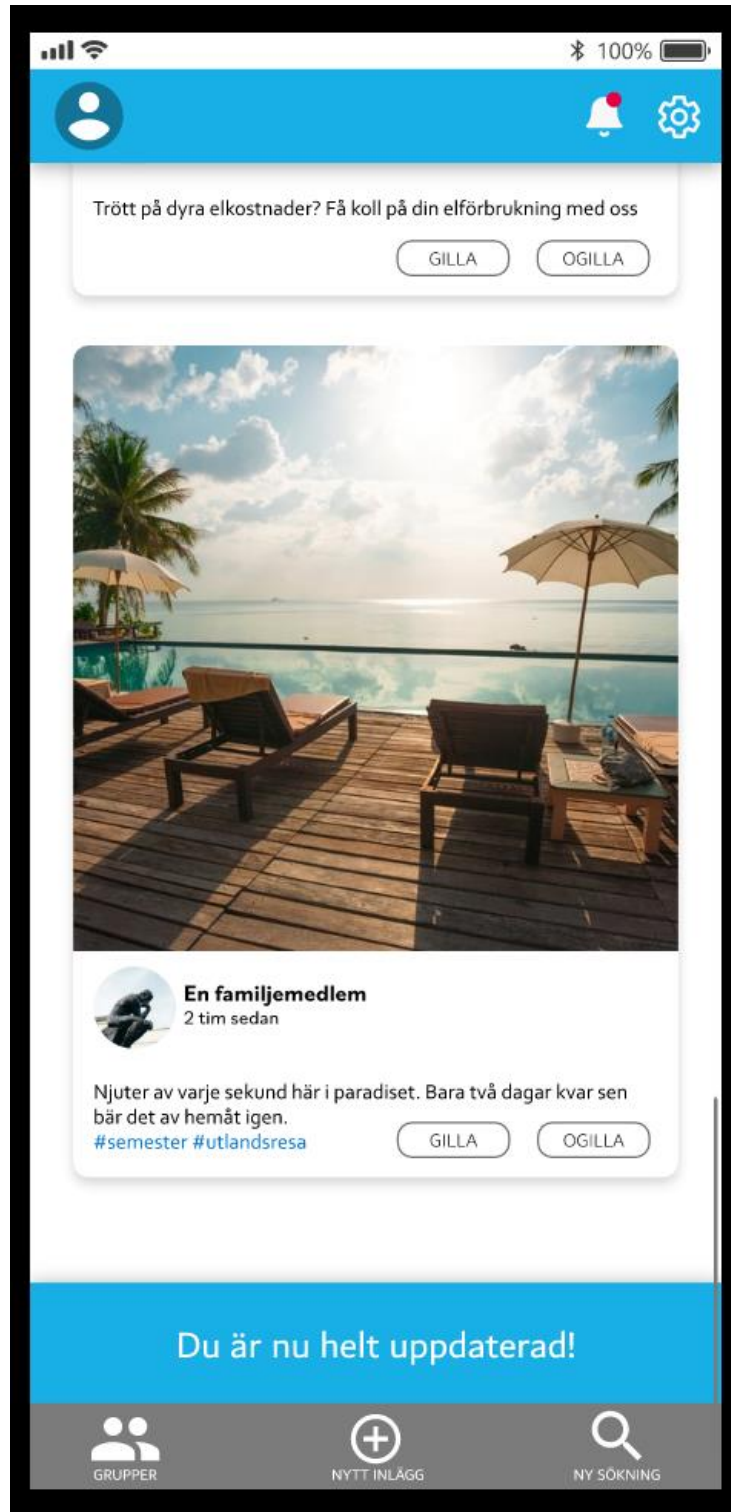 100%
Trött på dyra elkostnader? Få koll på din elförbrukning med oss
GILLA OGILLA
En familjemedlem
2 tim sedan
Njuter av varje sekund här i paradiset. Bara två dagar kvar sen
bär det av hemåt igen.
#semester #utlandsresa
GILLA OGILLA
Du är nu helt uppdaterad!
GRUPPER NYTT INLÄGG NY SÖKNING